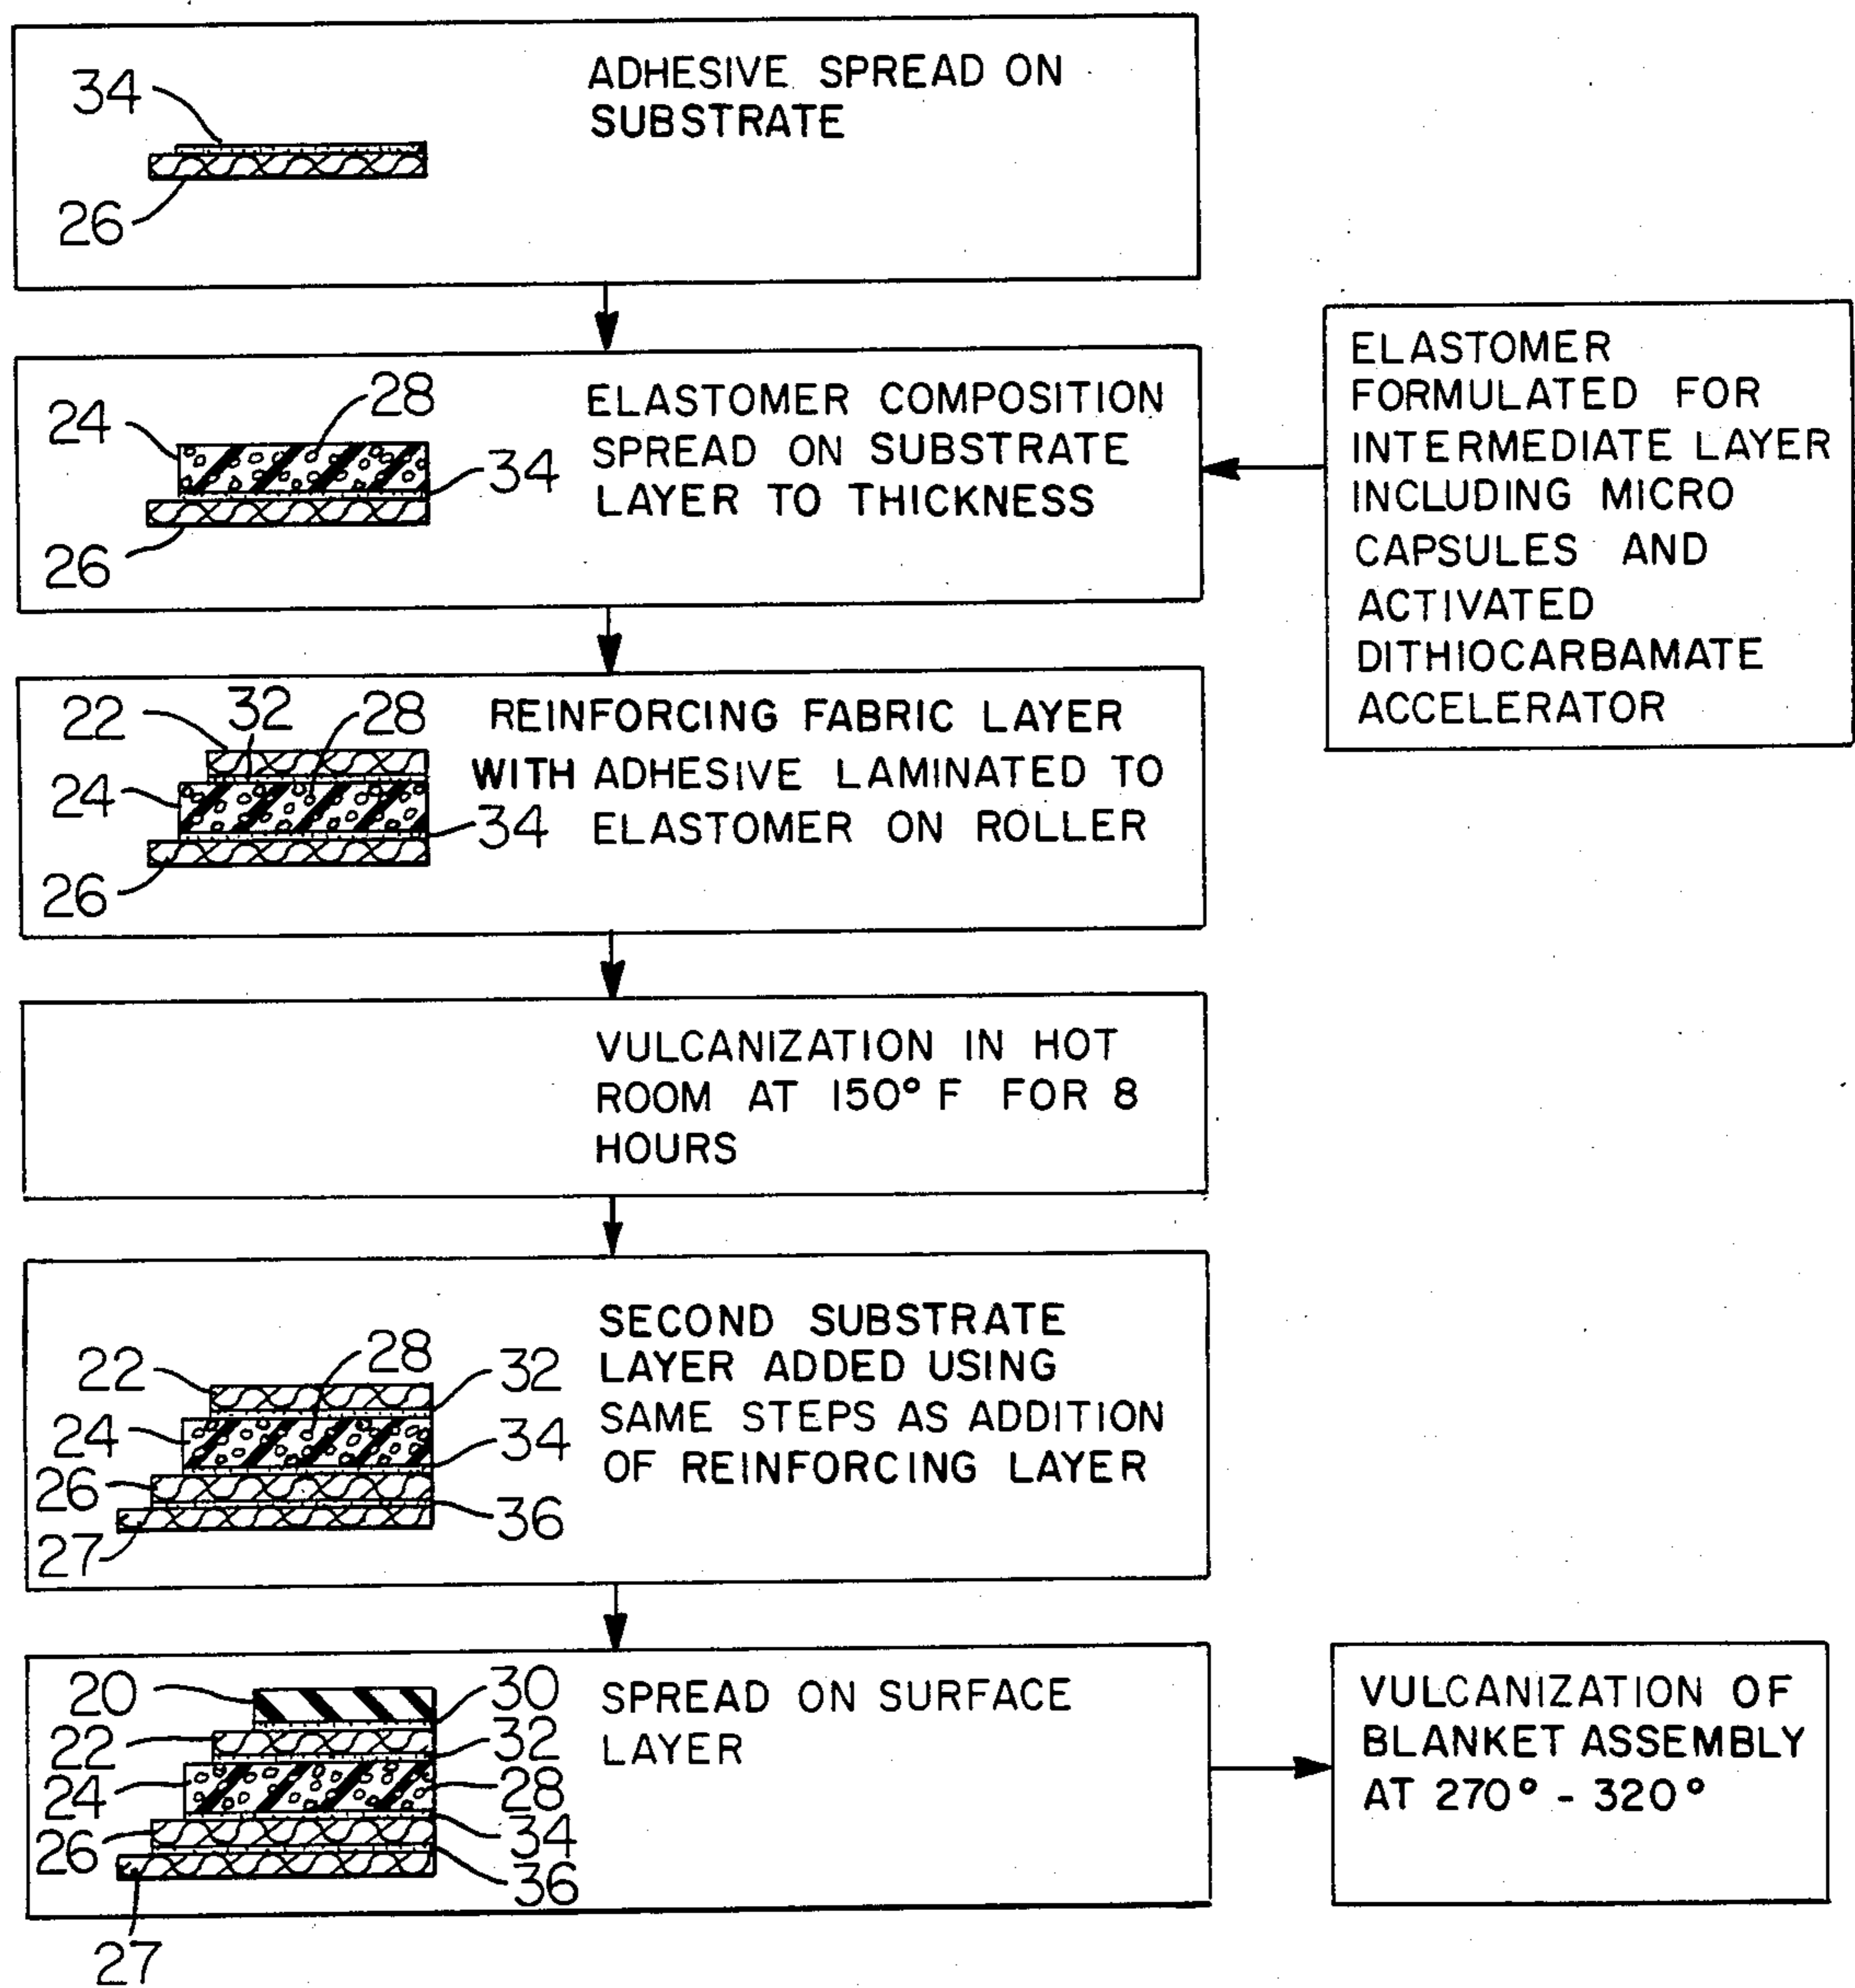 34
26
ADHESIVE SPREAD ON
SUBSTRATE
24
28
34
26
ELASTOMER COMPOSITION
SPREAD ON SUBSTRATE
LAYER TO THICKNESS
ELASTOMER
FORMULATED FOR
INTERMEDIATE LAYER
INCLUDING MICRO
CAPSULES AND
ACTIVATED
DITHIOCARBAMATE
ACCELERATOR
22
32
28
24
34
26
REINFORCING FABRIC LAYER
WITH ADHESIVE LAMINATED TO
ELASTOMER ON ROLLER
VULCANIZATION IN HOT
ROOM AT 150° F FOR 8
HOURS
22
28
32
24
34
26
36
27
SECOND SUBSTRATE
LAYER ADDED USING
SAME STEPS AS ADDITION
OF REINFORCING LAYER
20
30
22
32
24
28
26
34
36
27
SPREAD ON SURFACE
LAYER
VULCANIZATION OF
BLANKET ASSEMBLY
AT 270° - 320°